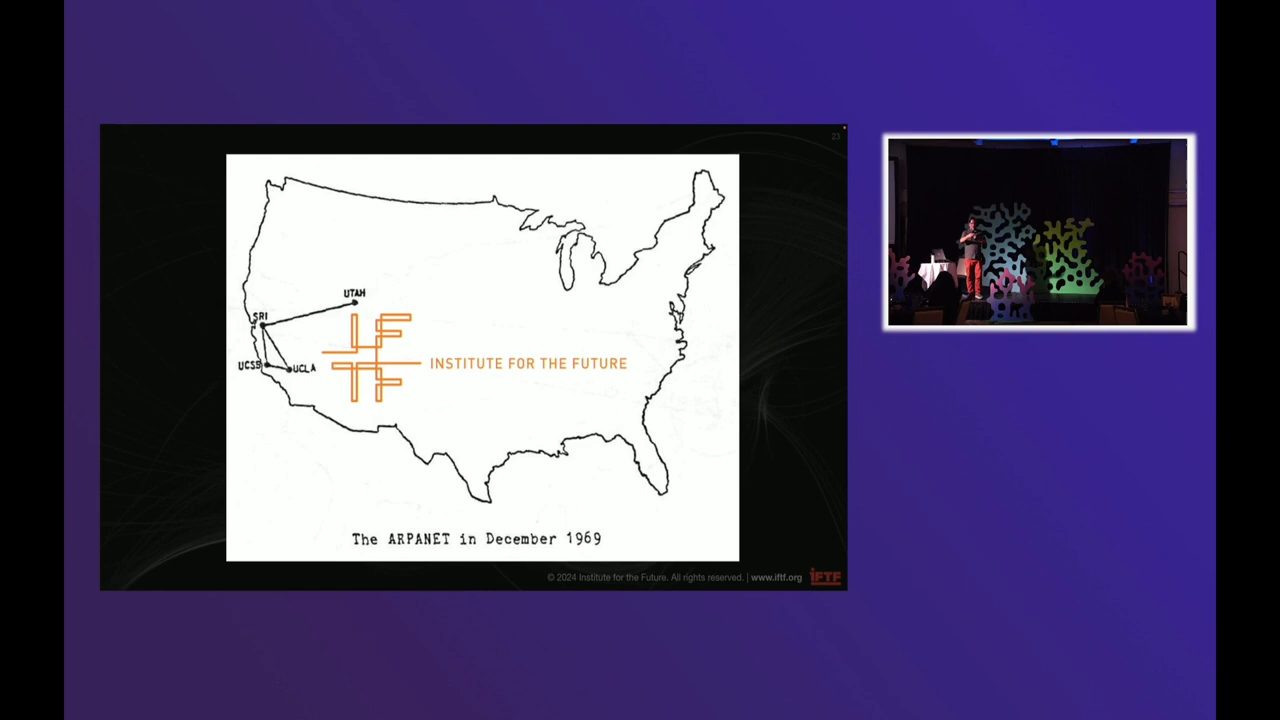 23
UTAH
SRI
UCSB
UCLA
INSTITUTE FOR THE FUTURE
The ARPANET in December 1969
© 2024 Institute for the Future. All rights reserved. | www.iftf.org
IFTF